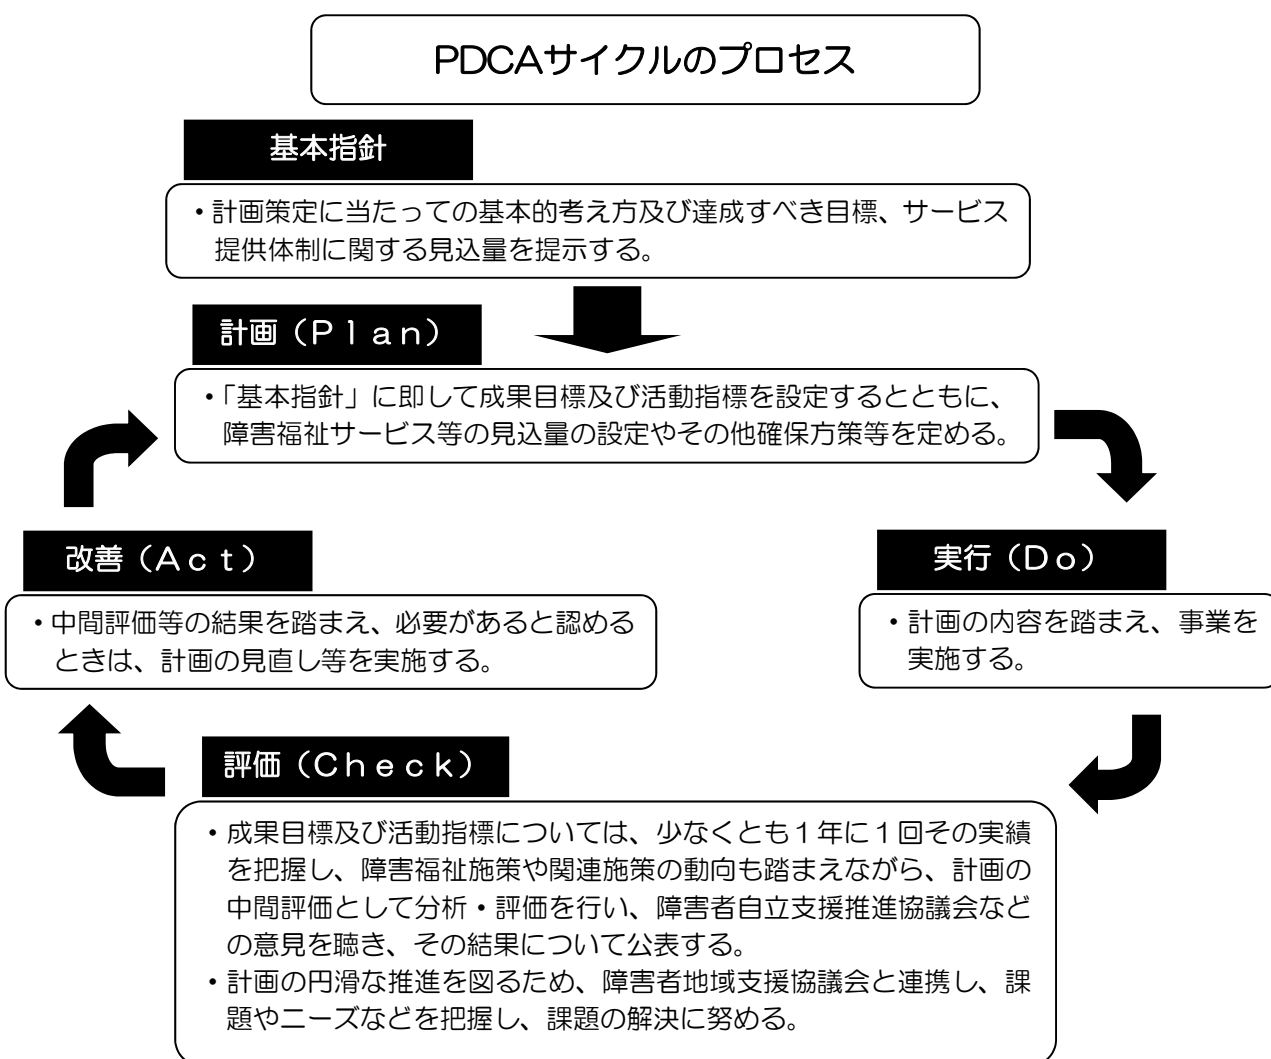 PDCAサイクルのプロセス
基本指針
・計画策定に当たっての基本的考え方及び達成すべき目標、サービス
提供体制に関する見込量を提示する。
計画（Ｐｌａｎ）
・「基本指針」に即して成果目標及び活動指標を設定するとともに、
障害福祉サービス等の見込量の設定やその他確保方策等を定める。
改善（Ａｃｔ）
・中間評価等の結果を踏まえ、必要があると認める
ときは、計画の見直し等を実施する。
実行（Ｄｏ）
・計画の内容を踏まえ、事業を
実施する。
評価（Ｃｈｅｃｋ）
・成果目標及び活動指標については、少なくとも１年に１回その実績
を把握し、障害福祉施策や関連施策の動向も踏まえながら、計画の
中間評価として分析・評価を行い、障害者自立支援推進協議会など
の意見を聴き、その結果について公表する。
・計画の円滑な推進を図るため、障害者地域支援協議会と連携し、課
題やニーズなどを把握し、課題の解決に努める。